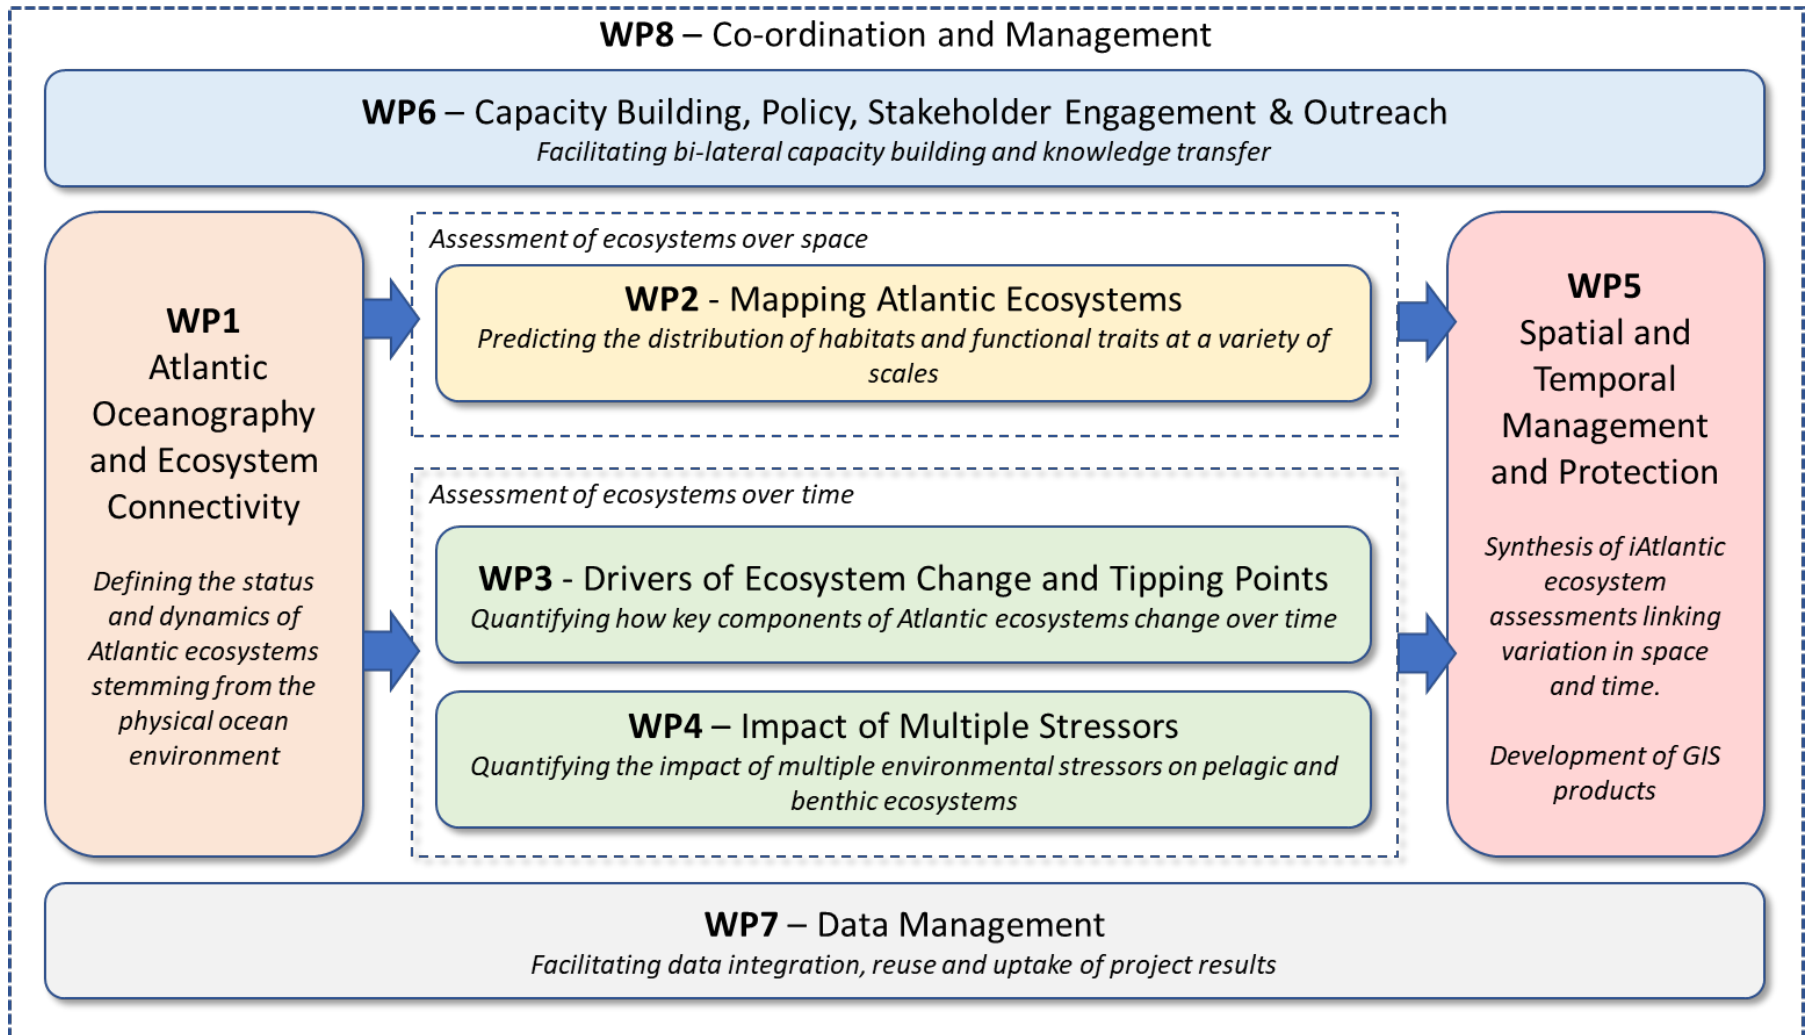 WP8 – Co-ordination and Management
WP6 – Capacity Building, Policy, Stakeholder Engagement & Outreach
Facilitating bi-lateral capacity building and knowledge transfer
WP1
Atlantic
Oceanography
and Ecosystem
Connectivity
Defining the status
and dynamics of
Atlantic ecosystems
stemming from the
physical ocean
environment
Assessment of ecosystems over space
WP2 - Mapping Atlantic Ecosystems
Predicting the distribution of habitats and functional traits at a variety of
scales
Assessment of ecosystems over time
WP3 - Drivers of Ecosystem Change and Tipping Points
Quantifying how key components of Atlantic ecosystems change over time
WP4 – Impact of Multiple Stressors
Quantifying the impact of multiple environmental stressors on pelagic and
benthic ecosystems
WP5
Spatial and
Temporal
Management
and Protection
Synthesis of iAtlantic
ecosystem
assessments linking
variation in space
and time.
Development of GIS
products
WP7 – Data Management
Facilitating data integration, reuse and uptake of project results